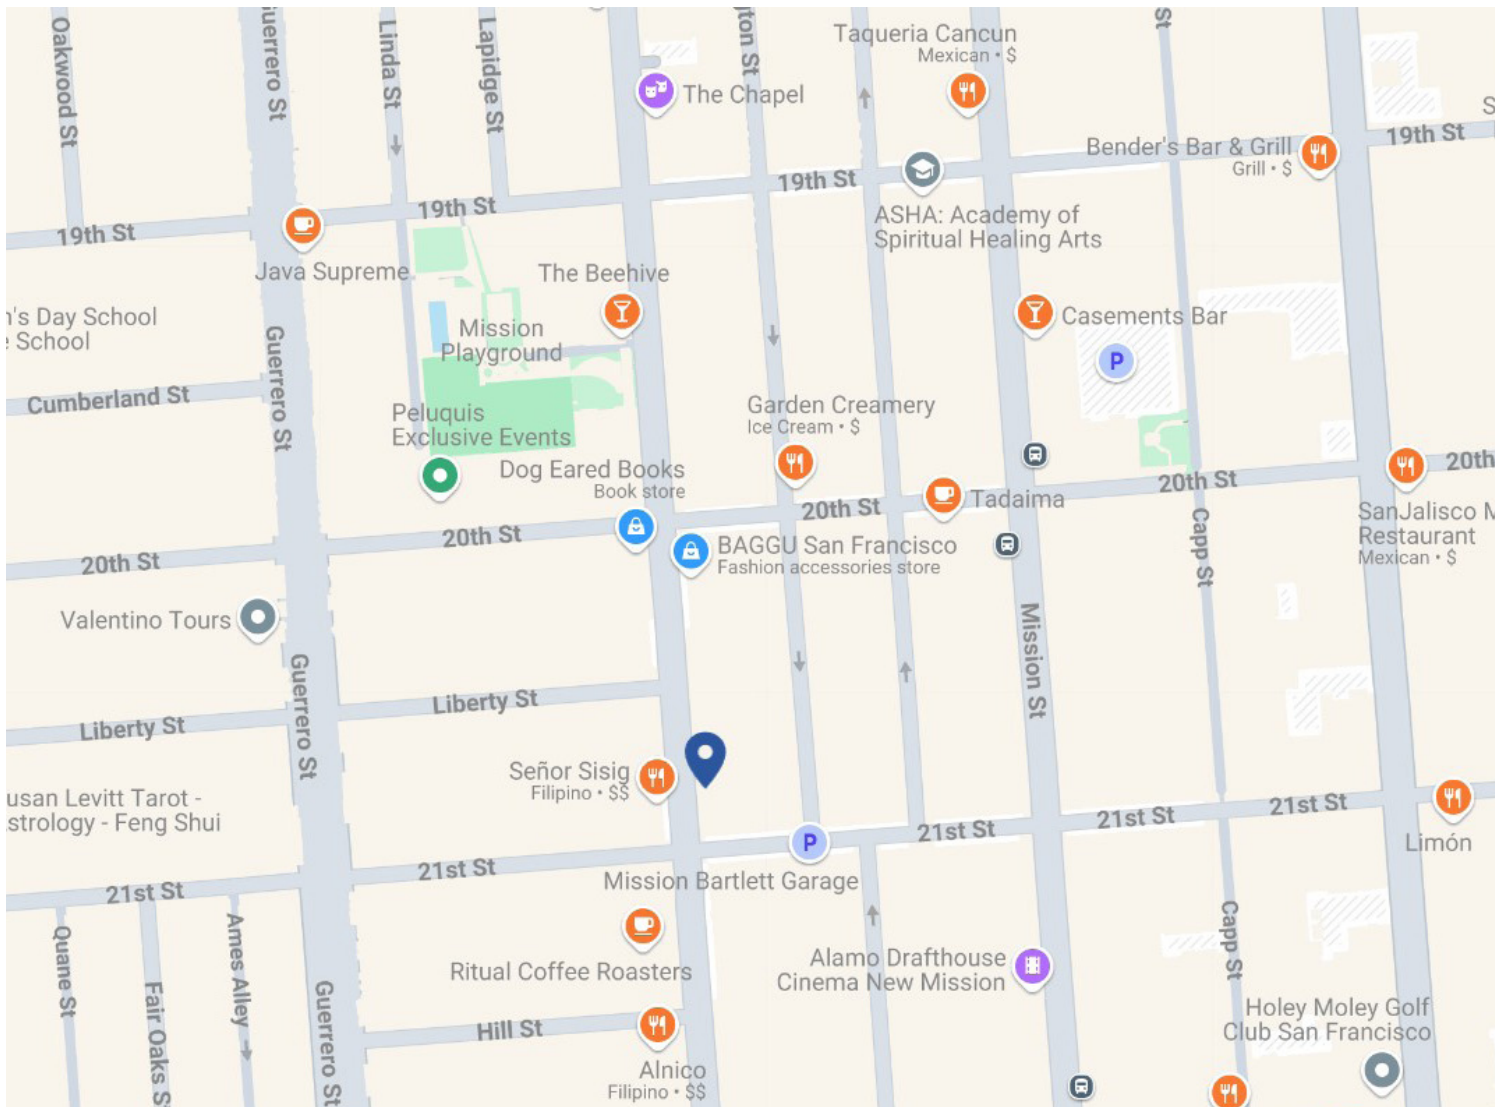 Oakwood St
Guerrero St
Linda St
Lapidge St
The Chapel
gton St
Taqueria Cancun
Mexican • $
St
Bender's Bar & Grill
Grill • $
19th St
S
19th St
19th St
19th St
Java Supreme
ASHA: Academy of
Spiritual Healing Arts
The Beehive
Casements Bar
n's Day School
e School
Mission
Playground
Guerrero St
P
Cumberland St
Peluquis
Exclusive Events
Garden Creamery
Ice Cream • $
Dog Eared Books
Book store
20th St
20th St
20th St
20th St
20th
Tadaima
BAGGU San Francisco
Fashion accessories store
SanJalisco M
Restaurant
Mexican • $
Capp St
Valentino Tours
Guerrero St
Mission St
Liberty St
Liberty St
Señor Sisig
Filipino • $$
usan Levitt Tarot -
strology - Feng Shui
21st St
21st St
21st St
21st St
21st St
Limón
P
Mission Bartlett Garage
Quane St
Fair Oaks S
Ames Alley
Guerrero St
Ritual Coffee Roasters
Alamo Drafthouse
Cinema New Mission
Capp St
Hill St
Holey Moley Golf
Club San Francisco
Alnico
Filipino • $$